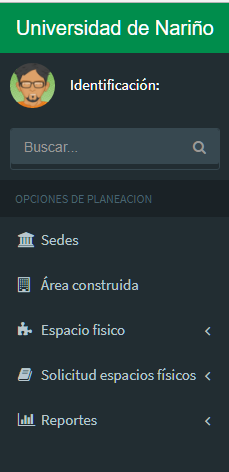 Universidad de Nariño
Identificación:
Buscar...
OPCIONES DE PLANEACION
Sedes
Área construida
Espacio fisico
Solicitud espacios físicos
Reportes